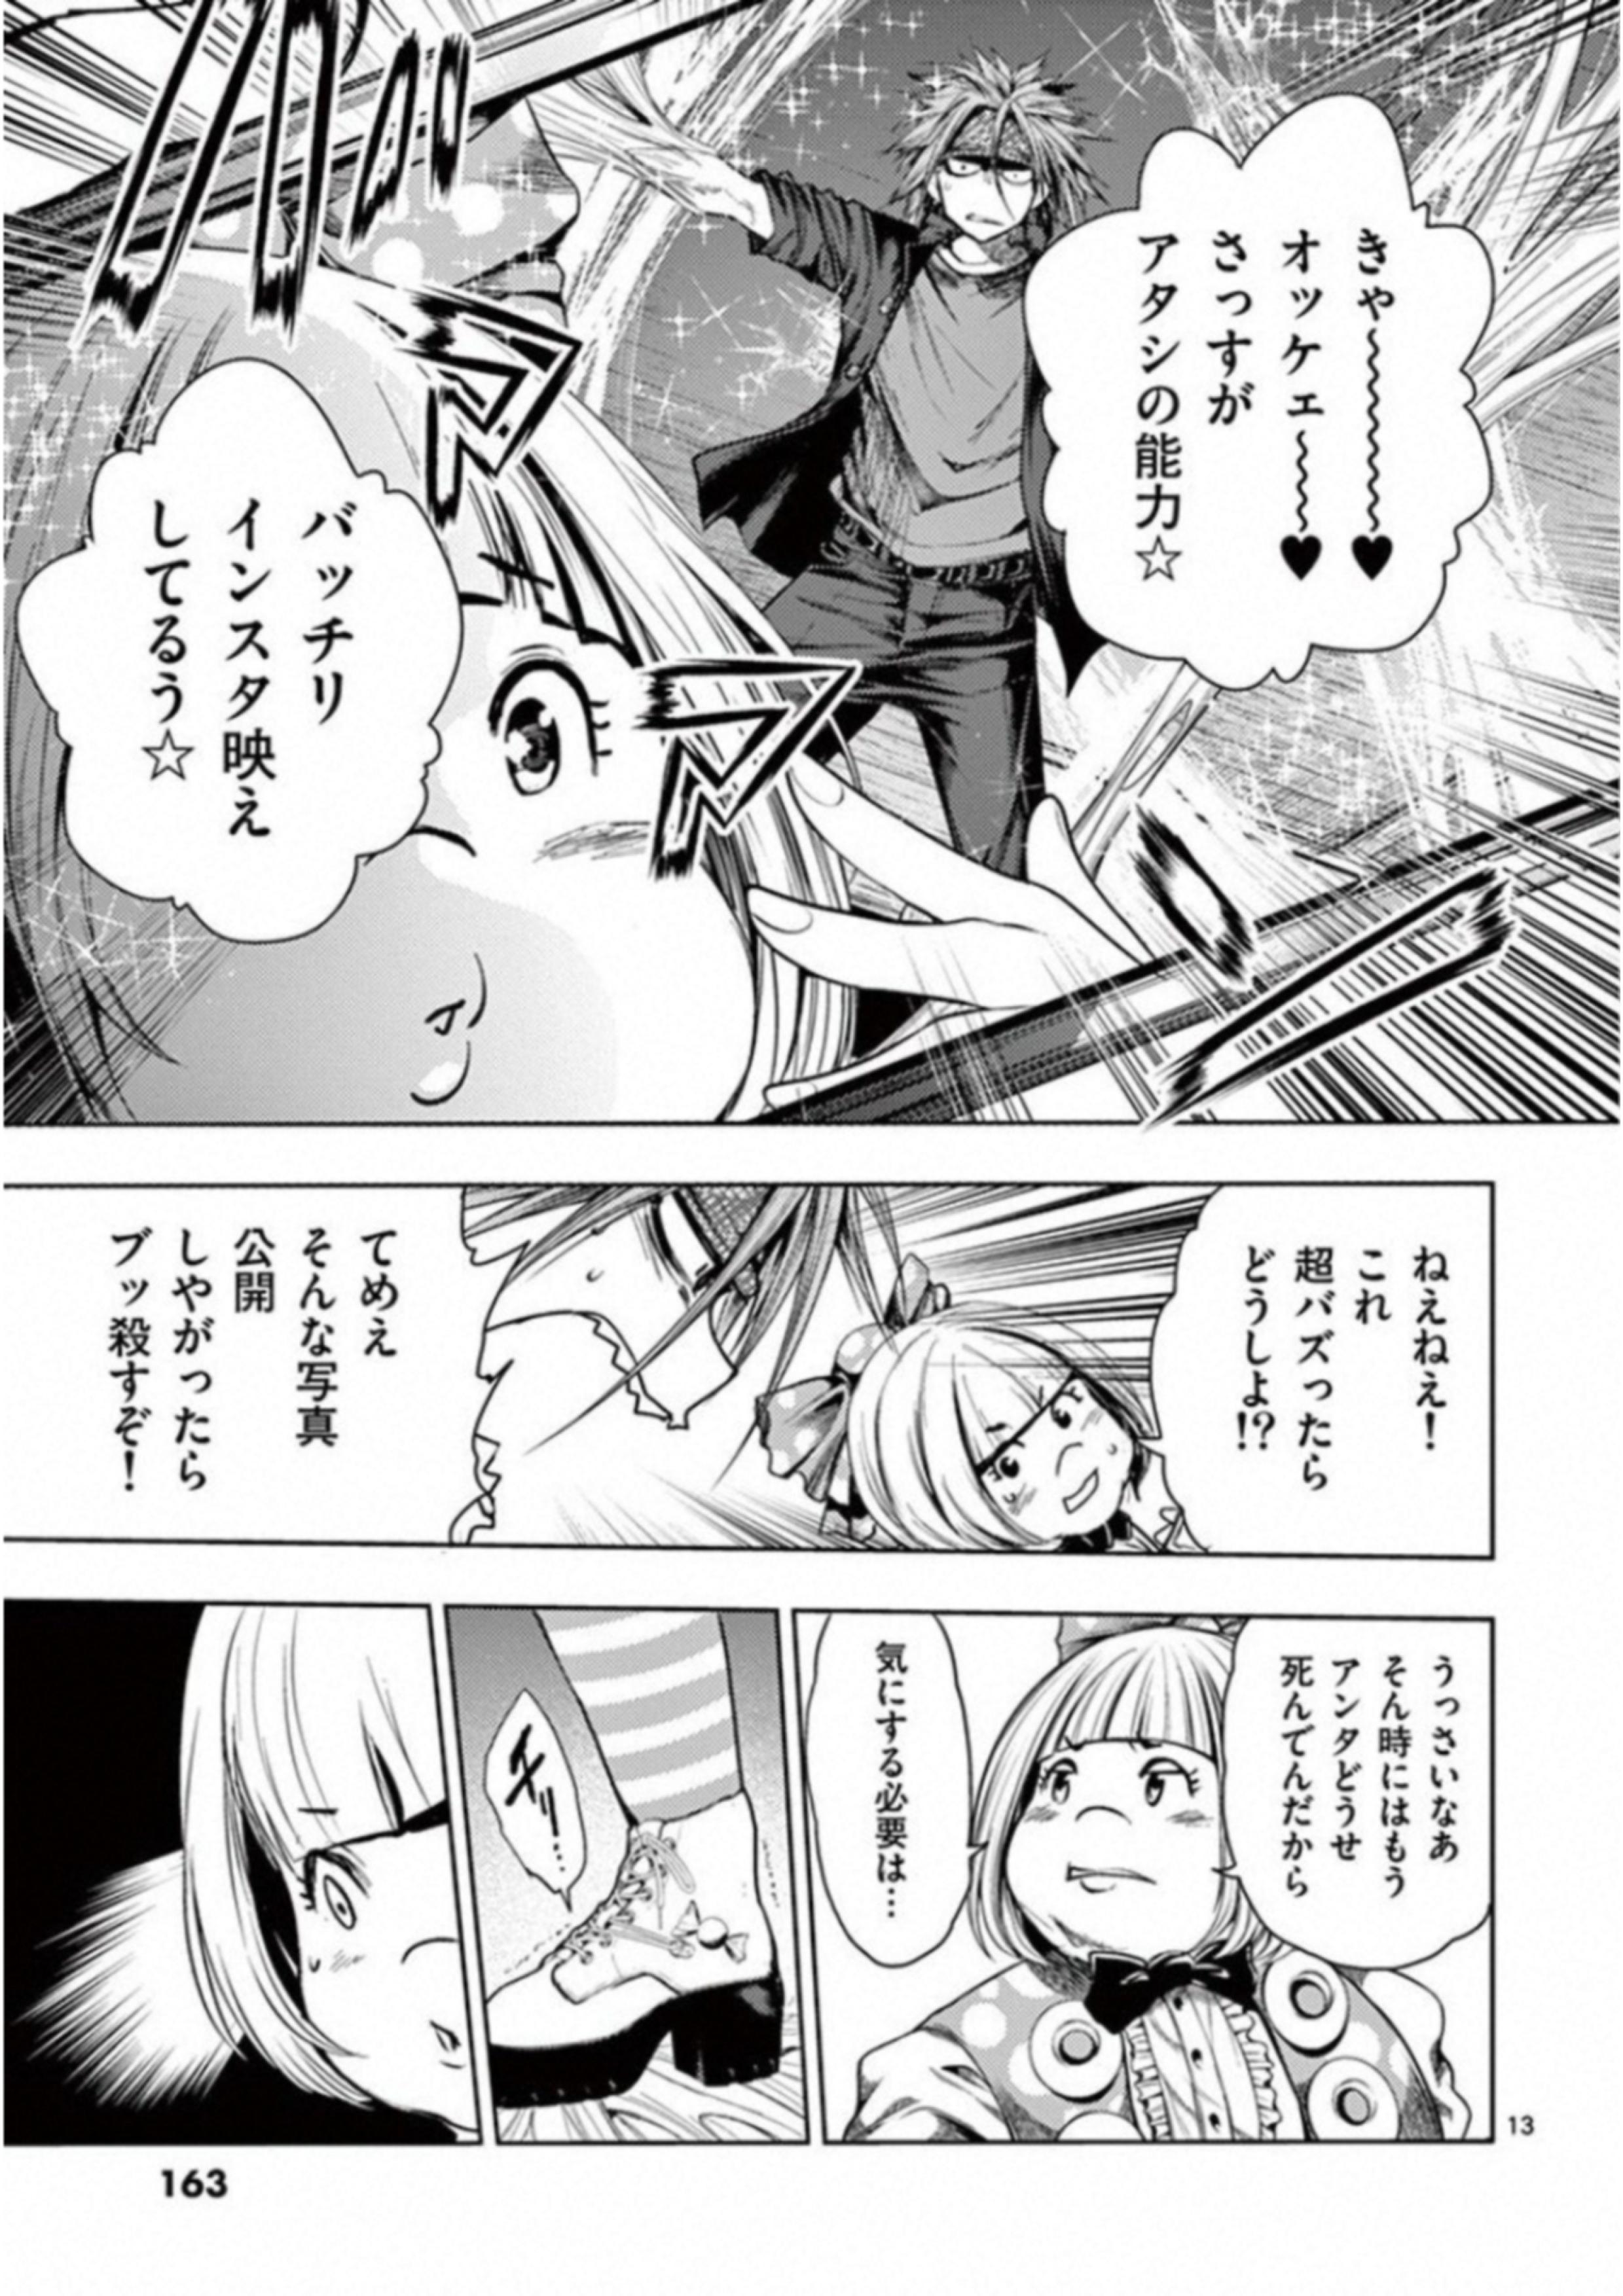 きゃ〜〜〜〜♥
オッケェ〜〜♥
さっすが
アタシの能力☆
バッチリ
インスタ映え
してるう☆
ねえねえ!
これ
超バズったら
どうしよ!?
てめえ
そんな写真
公開
しやがったら
ブッ殺すぞ!
うっさいなあ
そん時にはもう
アンタどうせ
死んでんだから
気にする必要は…
13
163